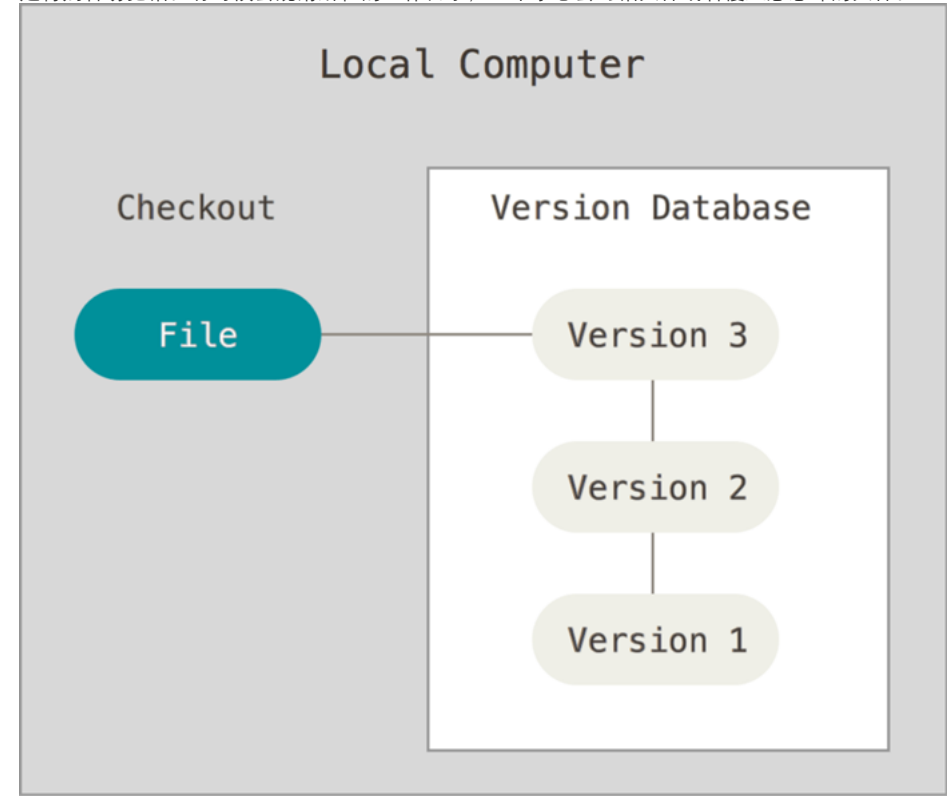 Local Computer
Checkout
Version Database
File
Version 3
Version 2
Version 1